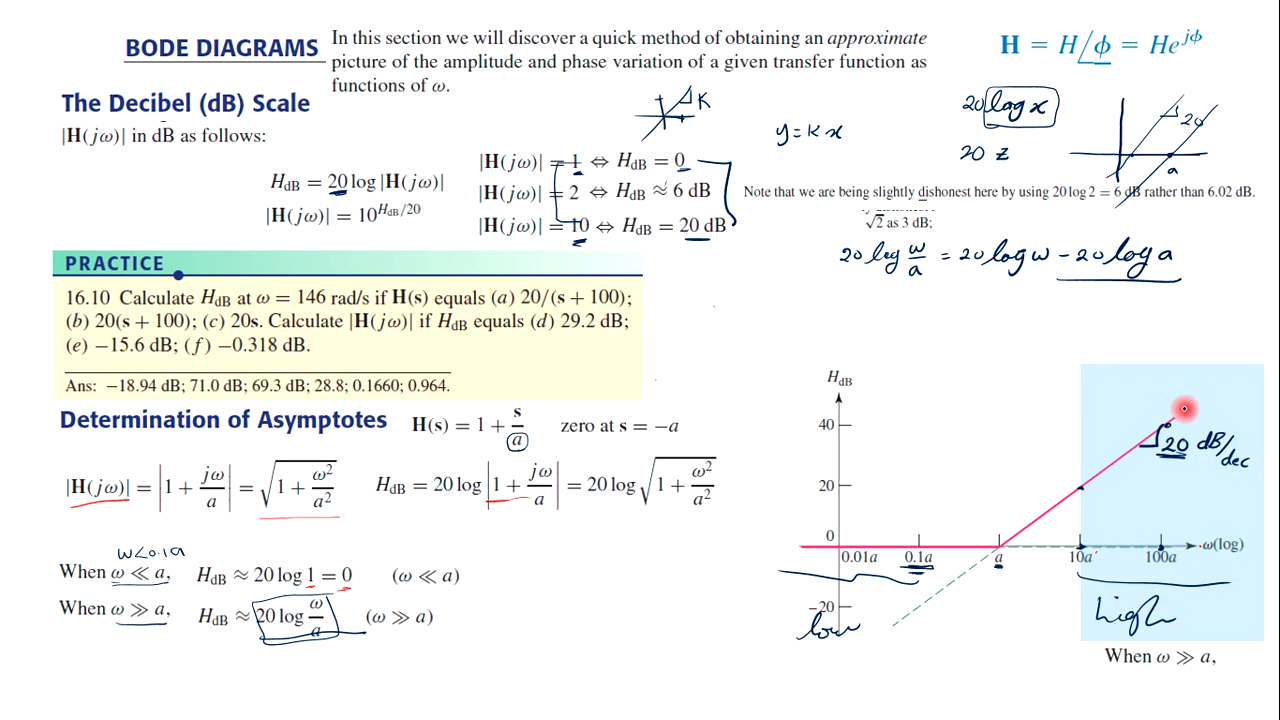 BODE DIAGRAMS
In this section we will discover a quick method of obtaining an approximate
picture of the amplitude and phase variation of a given transfer function as
functions of ω.
H = H/ϕ = He^jϕ
The Decibel (dB) Scale
|H(jω)| in dB as follows:
H_dB = 20 log |H(jω)|
|H(jω)| = 10^(H_dB/20)
K
y = K x
20 log x
20 z
20
a
|H(jω)| = 1 ⇔ H_dB = 0
|H(jω)| = 2 ⇔ H_dB ≈ 6 dB
|H(jω)| = 10 ⇔ H_dB = 20 dB
Note that we are being slightly dishonest here by using 20 log 2 = 6 dB rather than 6.02 dB.
√2 as 3 dB;
20 log ω/a = 20 log ω − 20 log a
PRACTICE
16.10 Calculate H_dB at ω = 146 rad/s if H(s) equals (a) 20/(s + 100);
(b) 20(s + 100); (c) 20s. Calculate |H(jω)| if H_dB equals (d) 29.2 dB;
(e) −15.6 dB; (f) −0.318 dB.
Ans: −18.94 dB; 71.0 dB; 69.3 dB; 28.8; 0.1660; 0.964.
Determination of Asymptotes
H(s) = 1 + s/a zero at s = −a
|H(jω)| = |1 + jω/a| = √(1 + ω²/a²)
H_dB = 20 log |1 + jω/a| = 20 log √(1 + ω²/a²)
ω<0.1a
When ω ≪ a, H_dB ≈ 20 log 1 = 0 (ω ≪ a)
When ω ≫ a, H_dB ≈ 20 log ω/a (ω ≫ a)
H_dB
40
20
0
−20
0.01a 0.1a a 10a 100a ω(log)
20 dB/dec
low
high
When ω ≫ a,